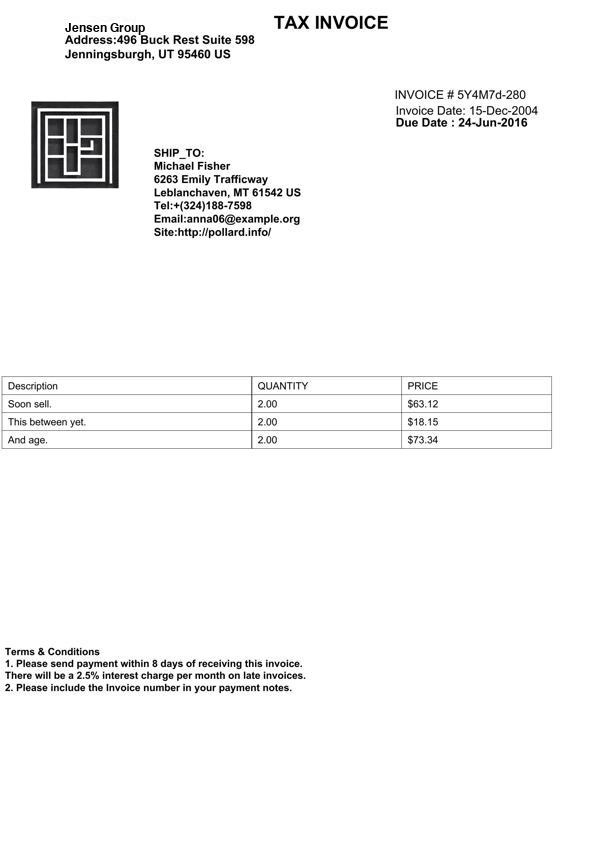 TAX INVOICE
Jensen Group
Address:496 Buck Rest Suite 598
Jenningsburgh, UT 95460 US
INVOICE # 5Y4M7d-280
Invoice Date: 15-Dec-2004
Due Date : 24-Jun-2016
SHIP_TO:
Michael Fisher
6263 Emily Trafficway
Leblanchaven, MT 61542 US
Tel:+(324)188-7598
Email:anna06@example.org
Site:http://pollard.info/
Description QUANTITY PRICE
Soon sell. 2.00 $63.12
This between yet. 2.00 $18.15
And age. 2.00 $73.34
Terms & Conditions
1. Please send payment within 8 days of receiving this invoice.
There will be a 2.5% interest charge per month on late invoices.
2. Please include the Invoice number in your payment notes.